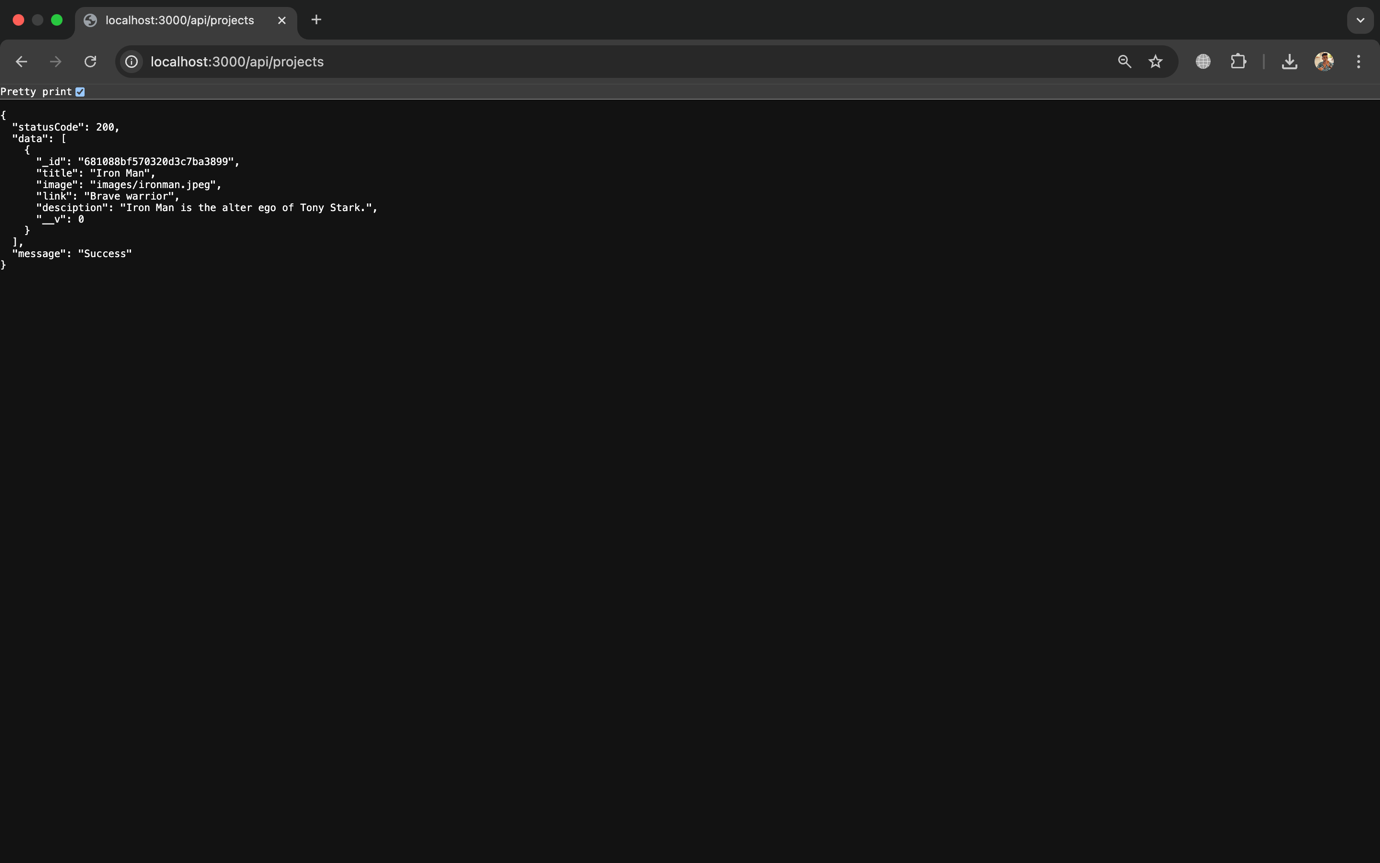 localhost:3000/api/projects
localhost:3000/api/projects
Pretty print
{
  "statusCode": 200,
  "data": [
    {
      "_id": "681088bf570320d3c7ba3899",
      "title": "Iron Man",
      "image": "images/ironman.jpeg",
      "link": "Brave warrior",
      "desciption": "Iron Man is the alter ego of Tony Stark.",
      "__v": 0
    }
  ],
  "message": "Success"
}